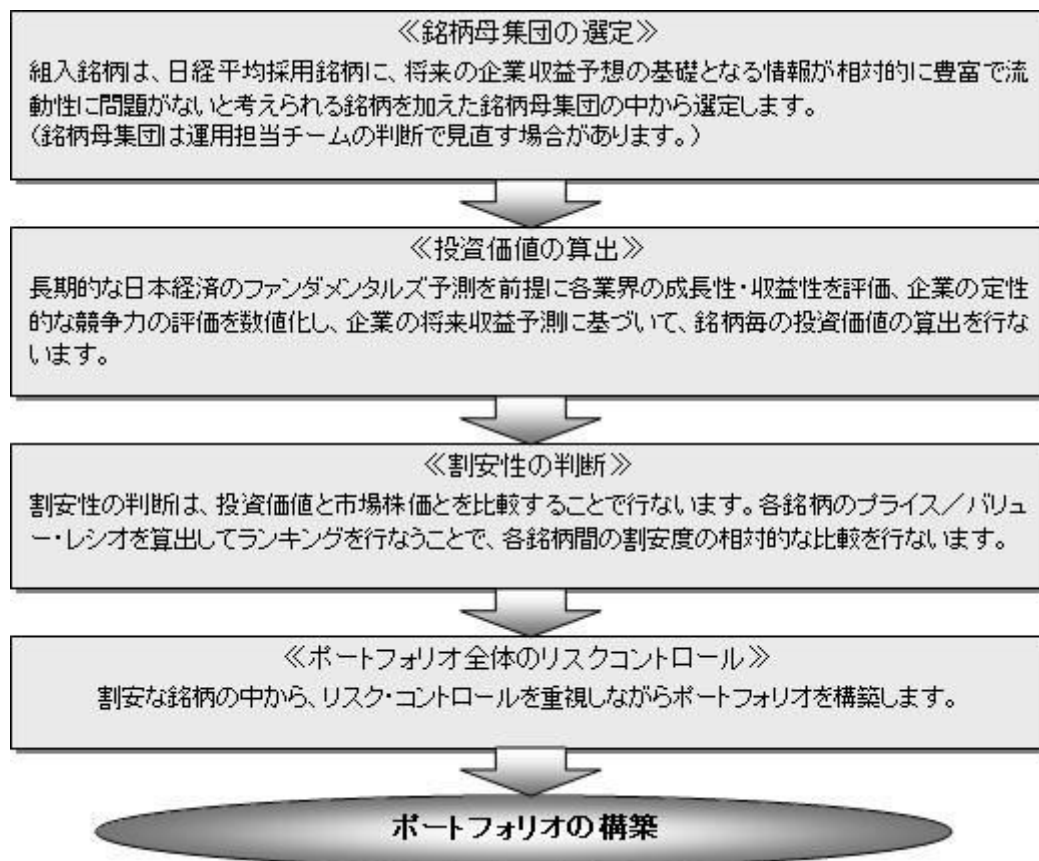 ≪銘柄母集団の選定≫
組入銘柄は、日経平均採用銘柄に、将来の企業収益予想の基礎となる情報が相対的に豊富で流
動性に問題がないと考えられる銘柄を加えた銘柄母集団の中から選定します。
（銘柄母集団は運用担当チームの判断で見直す場合があります。）
≪投資価値の算出≫
長期的な日本経済のファンダメンタルズ予測を前提に各業界の成長性・収益性を評価、企業の定性
的な競争力の評価を数値化し、企業の将来収益予測に基づいて、銘柄毎の投資価値の算出を行な
います。
≪割安性の判断≫
割安性の判断は、投資価値と市場株価とを比較することで行ないます。各銘柄のプライス／バリュ
ー・レシオを算出してランキングを行なうことで、各銘柄間の割安度の相対的な比較を行ないます。
≪ポートフォリオ全体のリスクコントロール≫
割安な銘柄の中から、リスク・コントロールを重視しながらポートフォリオを構築します。
ポートフォリオの構築